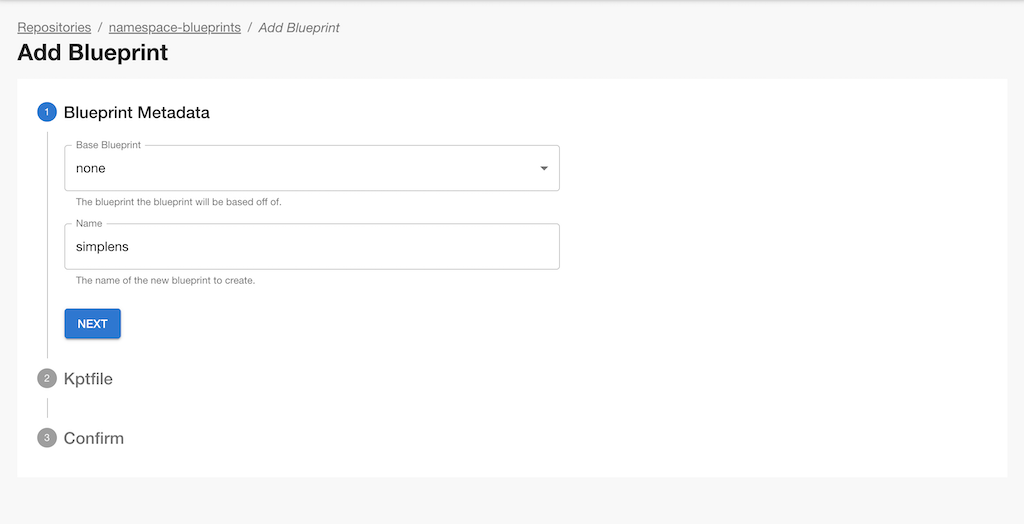 Repositories / namespace-blueprints / Add Blueprint
Add Blueprint
1 Blueprint Metadata
Base Blueprint
none
The blueprint the blueprint will be based off of.
Name
simplens
The name of the new blueprint to create.
NEXT
2 Kptfile
3 Confirm